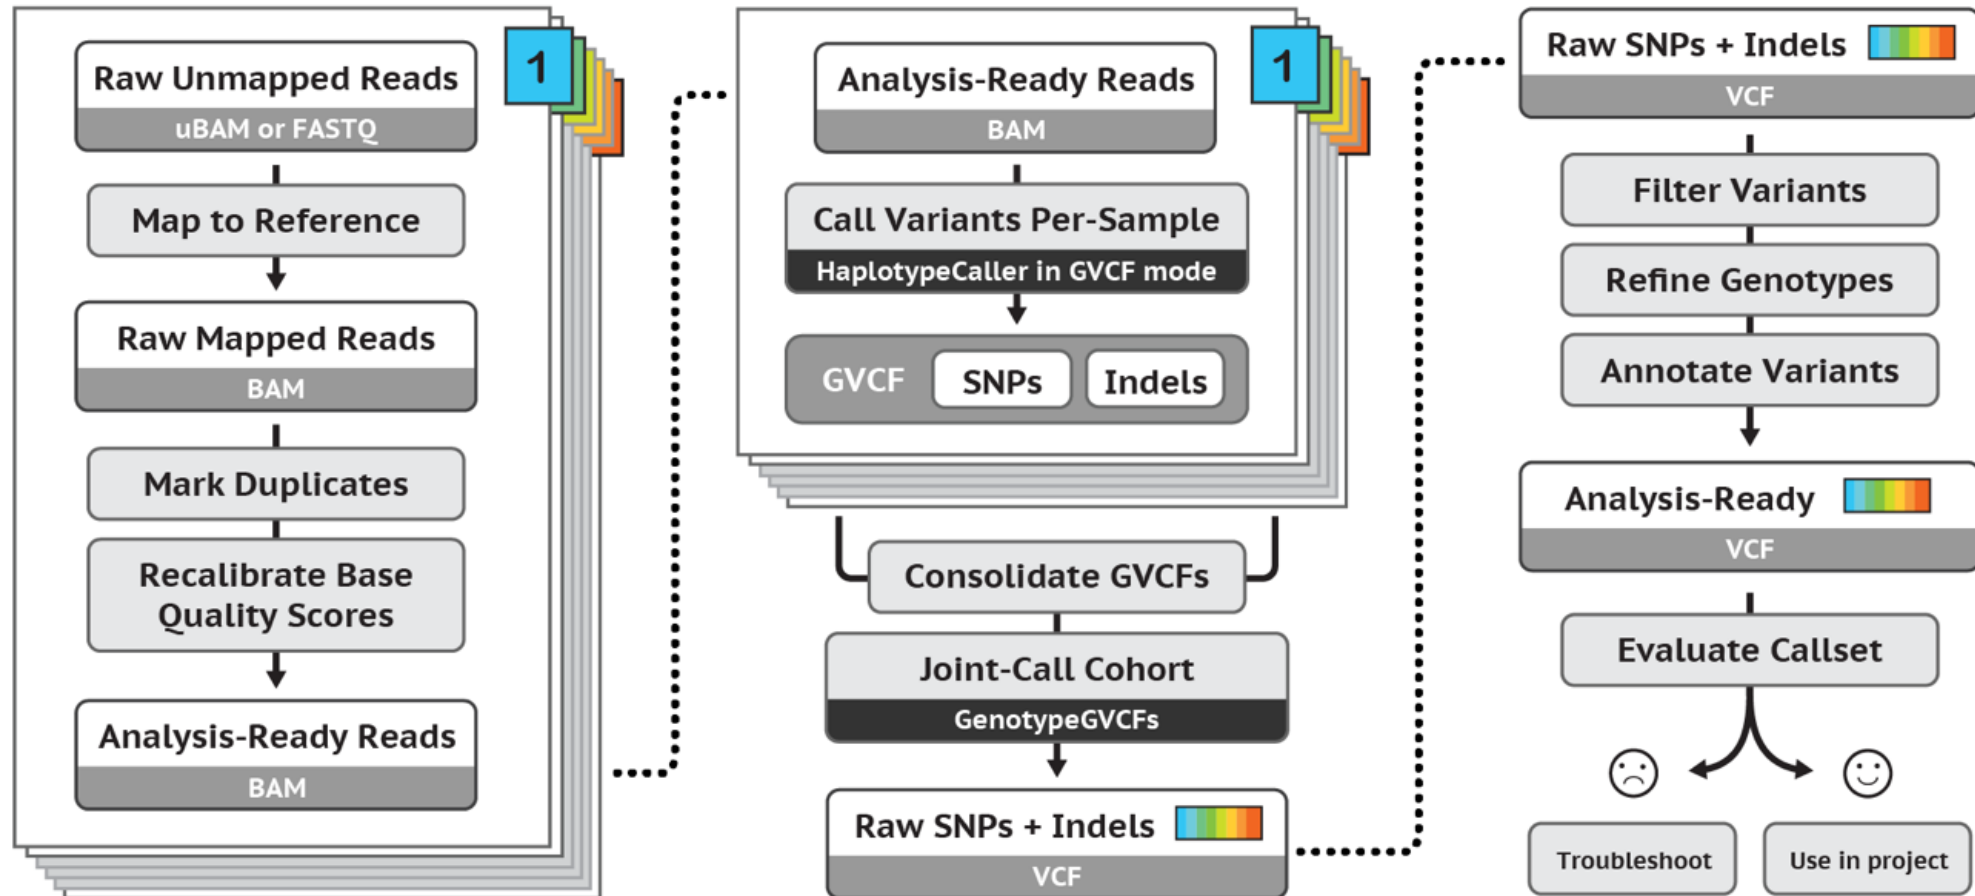 Raw Unmapped Reads
uBAM or FASTQ
1
Map to Reference
Raw Mapped Reads
BAM
Mark Duplicates
Recalibrate Base
Quality Scores
Analysis-Ready Reads
BAM
Analysis-Ready Reads
BAM
1
Call Variants Per-Sample
HaplotypeCaller in GVCF mode
GVCF SNPs Indels
Consolidate GVCFs
Joint-Call Cohort
GenotypeGVCFs
Raw SNPs + Indels
VCF
Raw SNPs + Indels
VCF
Filter Variants
Refine Genotypes
Annotate Variants
Analysis-Ready
VCF
Evaluate Callset
Troubleshoot
Use in project